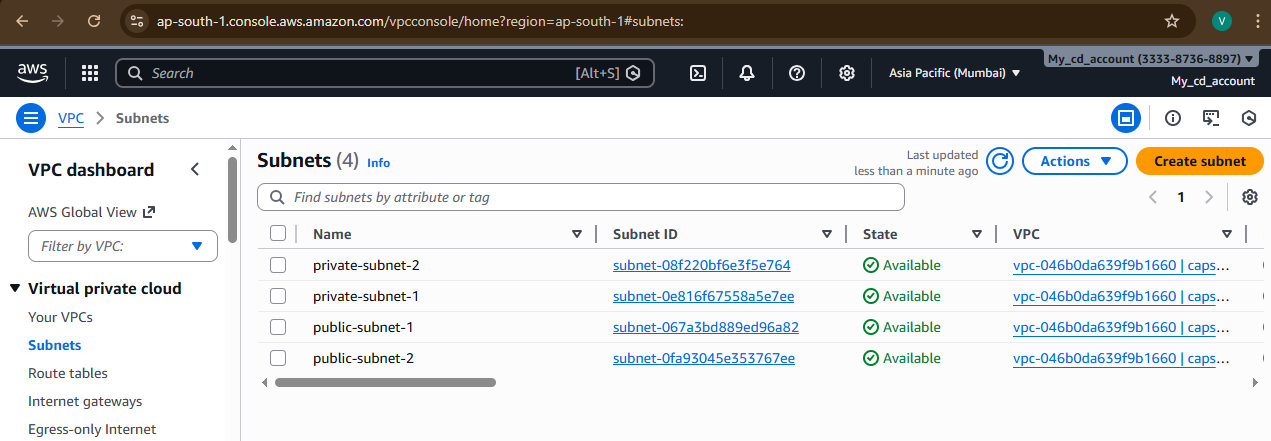 ap-south-1.console.aws.amazon.com/vpcconsole/home?region=ap-south-1#subnets:
V
aws
Search
[Alt+S]
Asia Pacific (Mumbai)
My_cd_account (3333-8736-8897)
My_cd_account
VPC
Subnets
VPC dashboard
AWS Global View
Filter by VPC:
Virtual private cloud
Your VPCs
Subnets
Route tables
Internet gateways
Egress-only Internet
Subnets (4) Info
Last updated
less than a minute ago
Actions
Create subnet
Find subnets by attribute or tag
1
Name Subnet ID State VPC
private-subnet-2 subnet-08f220bf6e3f5e764 Available vpc-046b0da639f9b1660 | caps…
private-subnet-1 subnet-0e816f67558a5e7ee Available vpc-046b0da639f9b1660 | caps…
public-subnet-1 subnet-067a3bd889ed96a82 Available vpc-046b0da639f9b1660 | caps…
public-subnet-2 subnet-0fa93045e353767ee Available vpc-046b0da639f9b1660 | caps…